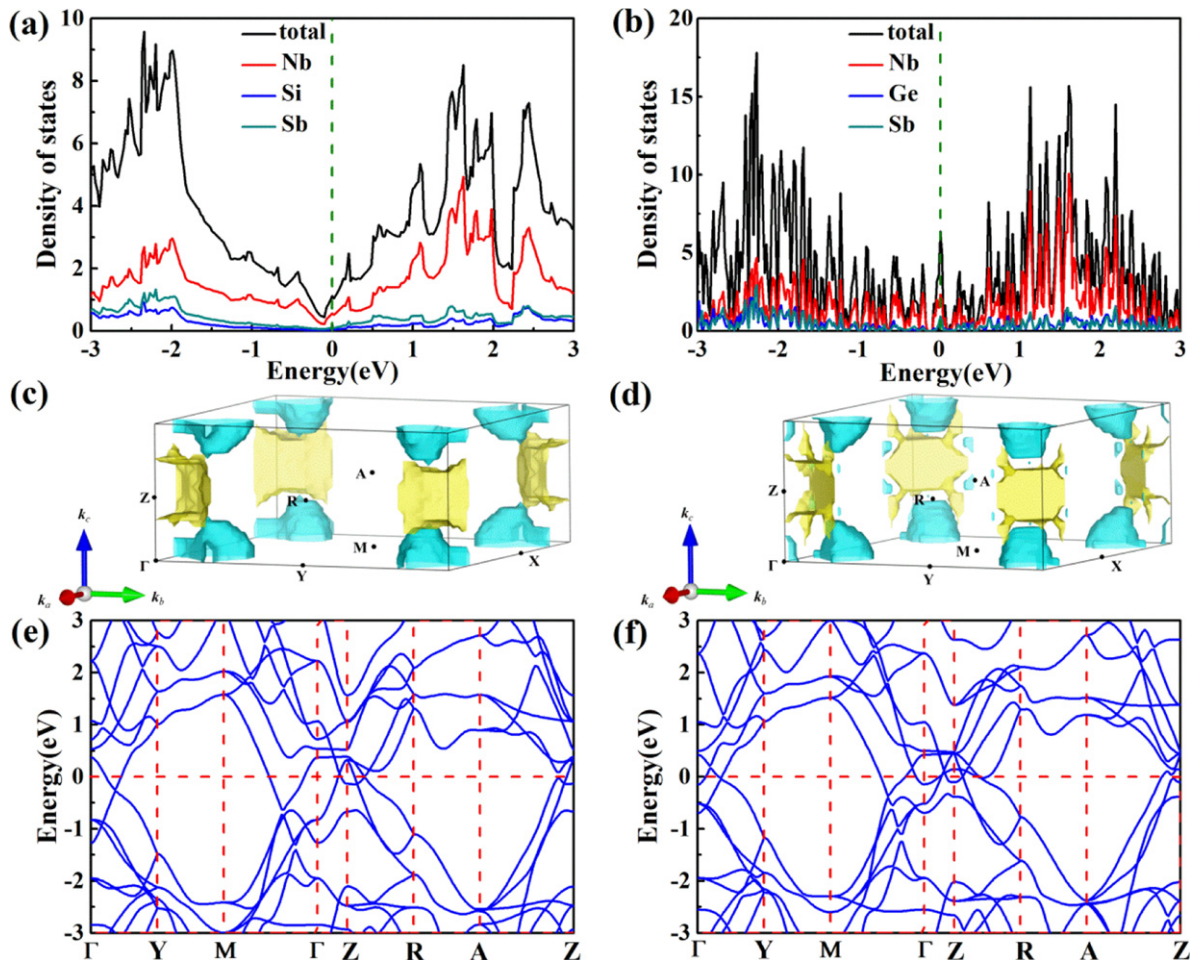 (a)
10
8
6
4
2
0
Density of states
total
Nb
Si
Sb
-3 -2 -1 0 1 2 3
Energy(eV)
(b)
20
15
10
5
0
Density of states
total
Nb
Ge
Sb
-3 -2 -1 0 1 2 3
Energy(eV)
(c)
A
Z
R
M
Γ
Y
X
kc
ka
kb
(d)
A
Z
R
M
Γ
Y
X
kc
ka
kb
(e)
3
2
1
0
-1
-2
-3
Energy(eV)
Γ Y M Γ Z R A Z
(f)
3
2
1
0
-1
-2
-3
Energy(eV)
Γ Y M Γ Z R A Z